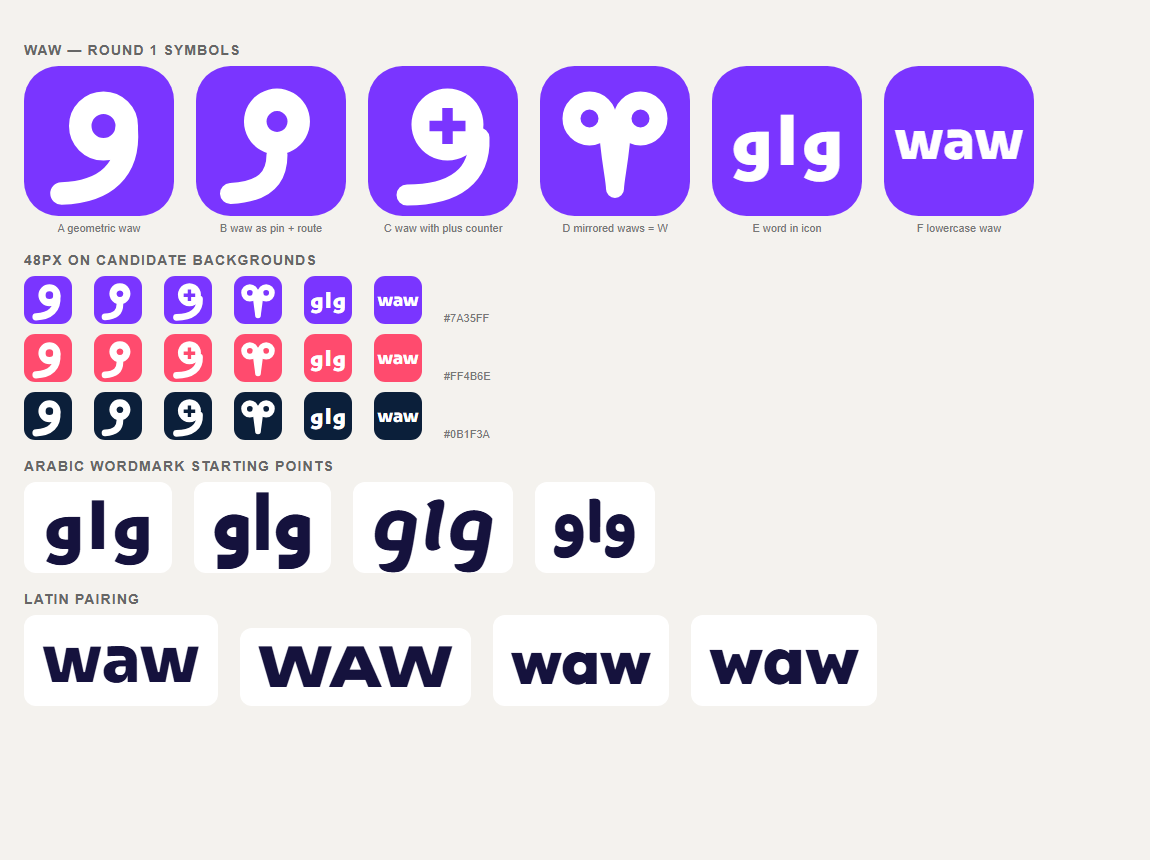 WAW — ROUND 1 SYMBOLS
و و و واو waw
A geometric waw B waw as pin + route C waw with plus counter D mirrored waws = W E word in icon F lowercase waw
48PX ON CANDIDATE BACKGROUNDS
و و و واو waw #7A35FF
و و و واو waw #FF4B6E
و و و واو waw #0B1F3A
ARABIC WORDMARK STARTING POINTS
واو واو واو واو
LATIN PAIRING
waw WAW waw waw